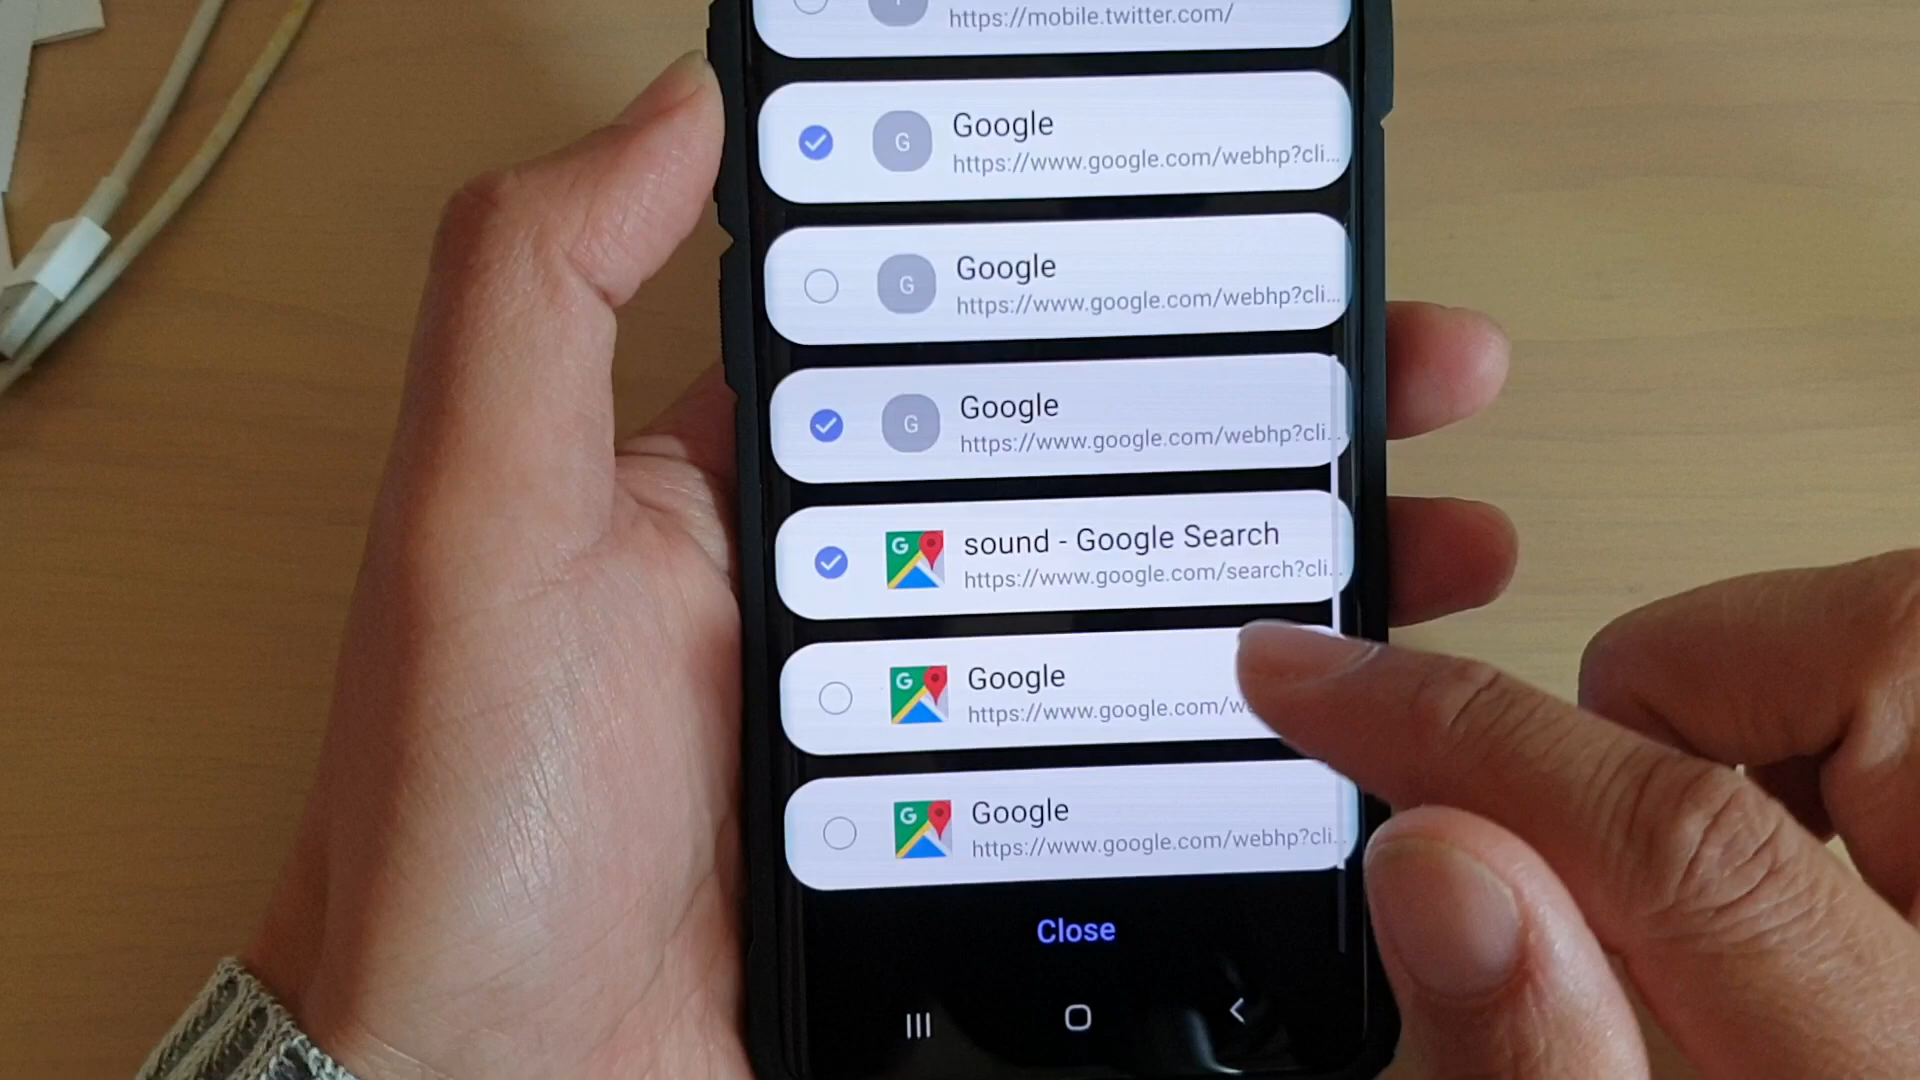 https://mobile.twitter.com/
G
Google
https://www.google.com/webhp?cli...
G
Google
https://www.google.com/webhp?cli...
G
Google
https://www.google.com/webhp?cli...
G
sound - Google Search
https://www.google.com/search?cli...
G
Google
https://www.google.com/we
G
Google
https://www.google.com/webhp?cli...
Close